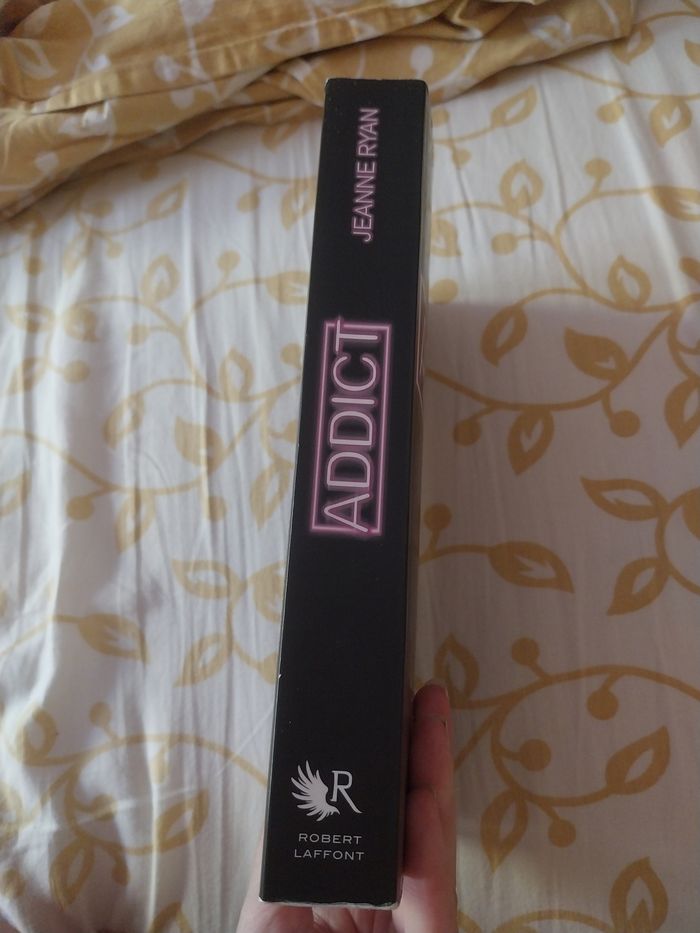 JEANNE RYAN
ADDICT
R
ROBERT
LAFFONT